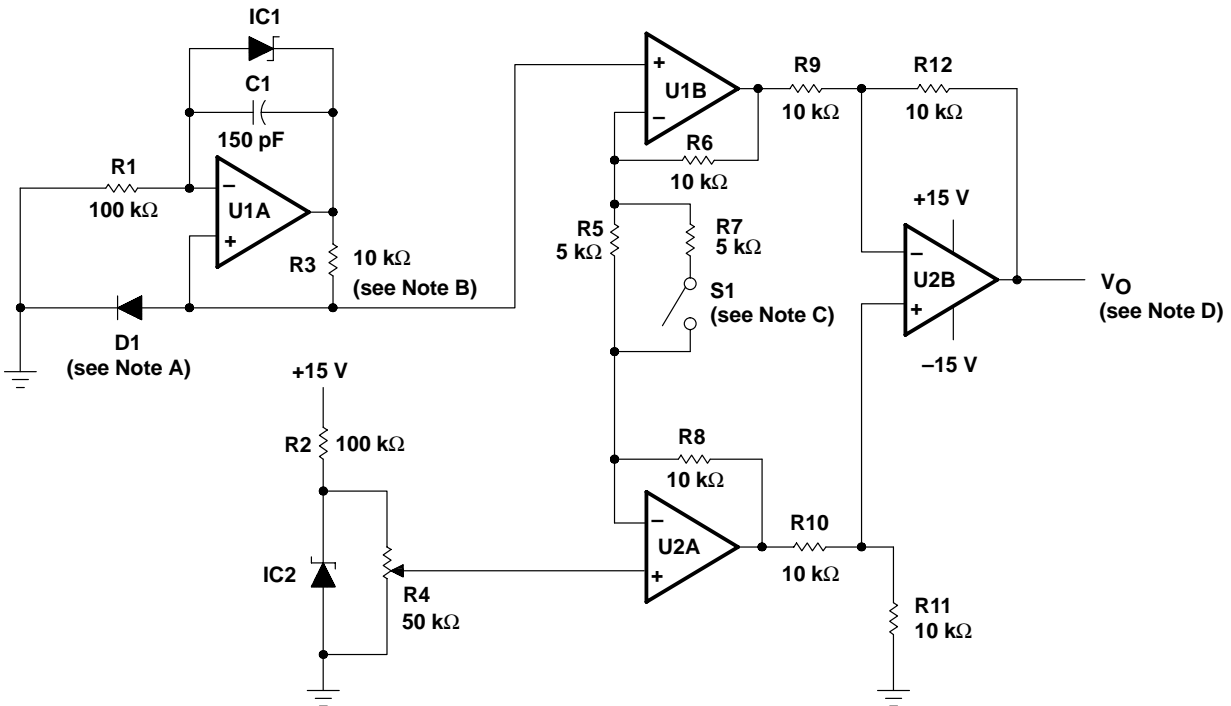 IC1
C1
150 pF
R1
100 kΩ
−
U1A
+
R3
10 kΩ
(see Note B)
D1
(see Note A)
+15 V
R2
100 kΩ
IC2
R4
50 kΩ
+
U1B
−
R6
10 kΩ
R5
5 kΩ
R7
5 kΩ
S1
(see Note C)
R8
10 kΩ
−
U2A
+
R9
10 kΩ
R12
10 kΩ
+15 V
−
U2B
+
–15 V
VO
(see Note D)
R10
10 kΩ
R11
10 kΩ